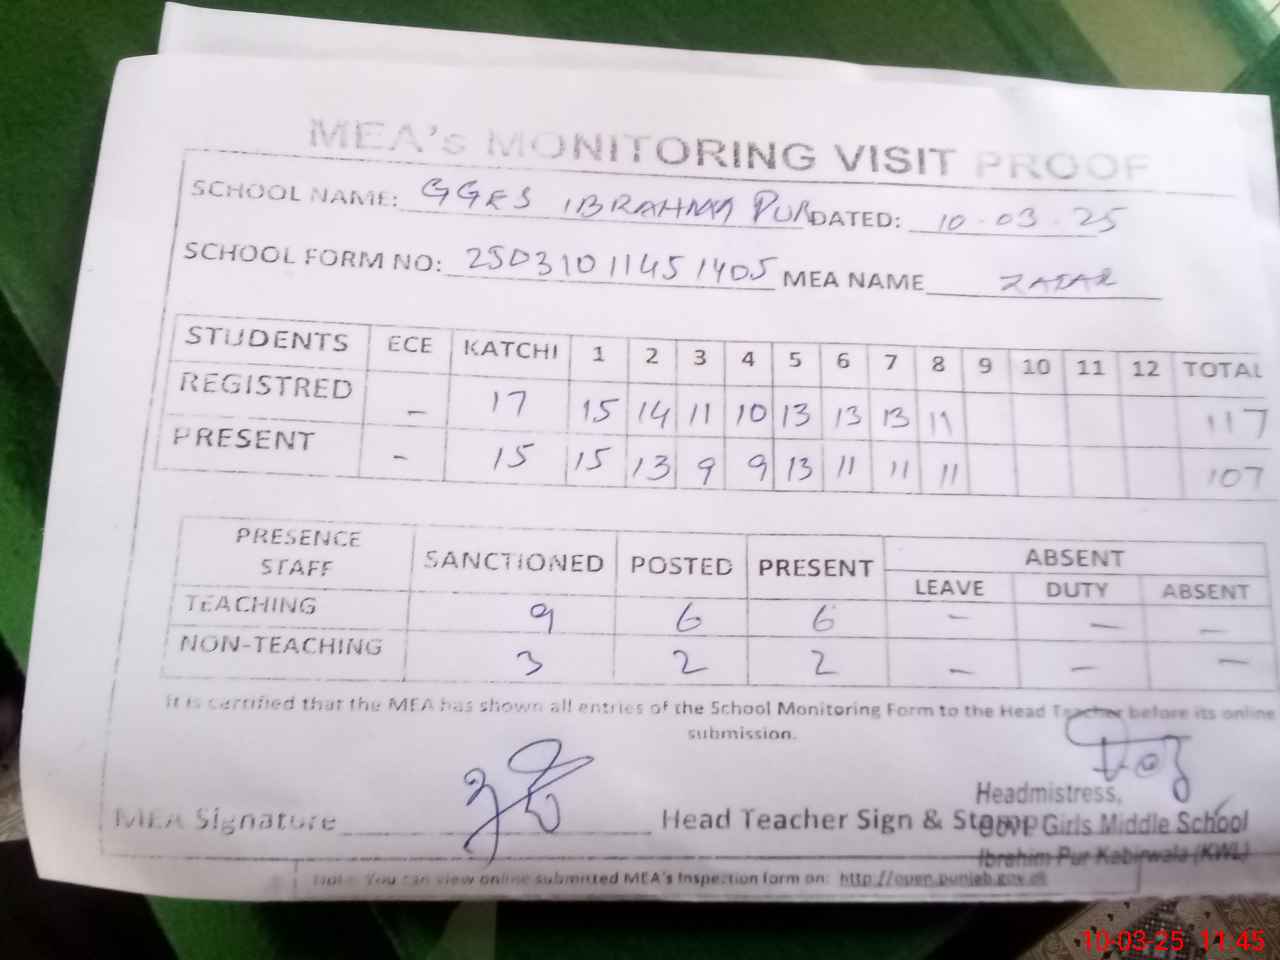 MEA's MONITORING VISIT PROOF
SCHOOL NAME: GGES IBRAHIM PUR DATED: 10-03-25
SCHOOL FORM NO: 25031011451405 MEA NAME ZAFAR
STUDENTS ECE KATCHI 1 2 3 4 5 6 7 8 9 10 11 12 TOTAL
REGISTRED - 17 15 14 11 10 13 13 13 11 117
PRESENT - 15 15 13 9 9 13 11 11 11 107
PRESENCE STAFF SANCTIONED POSTED PRESENT ABSENT
LEAVE DUTY ABSENT
TEACHING 9 6 6 - - -
NON-TEACHING 3 2 2 - - -
It is certified that the MEA has shown all entries of the School Monitoring Form to the Head Teacher before its online
submission.
MEA Signature Head Teacher Sign & Stamp
Headmistress,
Govt Girls Middle School
Ibrahim Pur Kabirwala (KWL)
Note: You can view online submitted MEA's Inspection form on: http://open.punjab.gov.pk
10-03-25 11:45